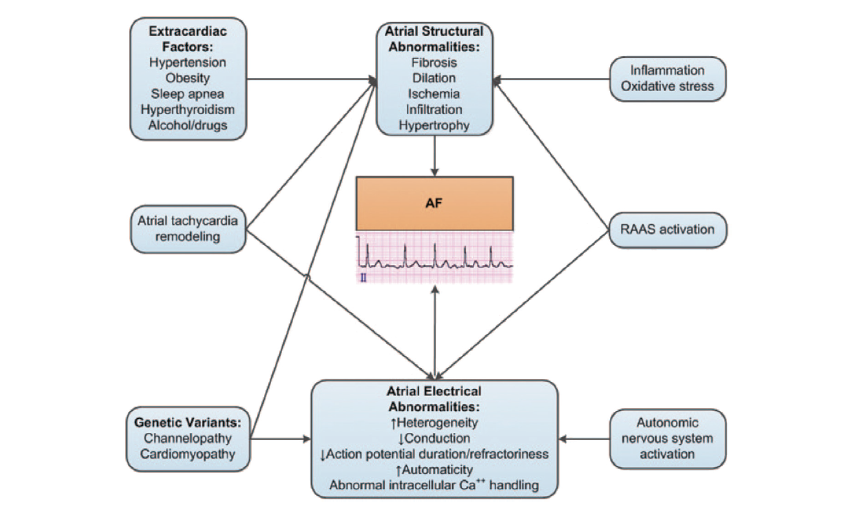 Extracardiac
Factors:
Hypertension
Obesity
Sleep apnea
Hyperthyroidism
Alcohol/drugs
Atrial Structural
Abnormalities:
Fibrosis
Dilation
Ischemia
Infiltration
Hypertrophy
Inflammation
Oxidative stress
Atrial tachycardia
remodeling
AF
II
RAAS activation
Genetic Variants:
Channelopathy
Cardiomyopathy
Atrial Electrical
Abnormalities:
↑Heterogeneity
↓Conduction
↓Action potential duration/refractoriness
↑Automaticity
Abnormal intracellular Ca⁺⁺ handling
Autonomic
nervous system
activation